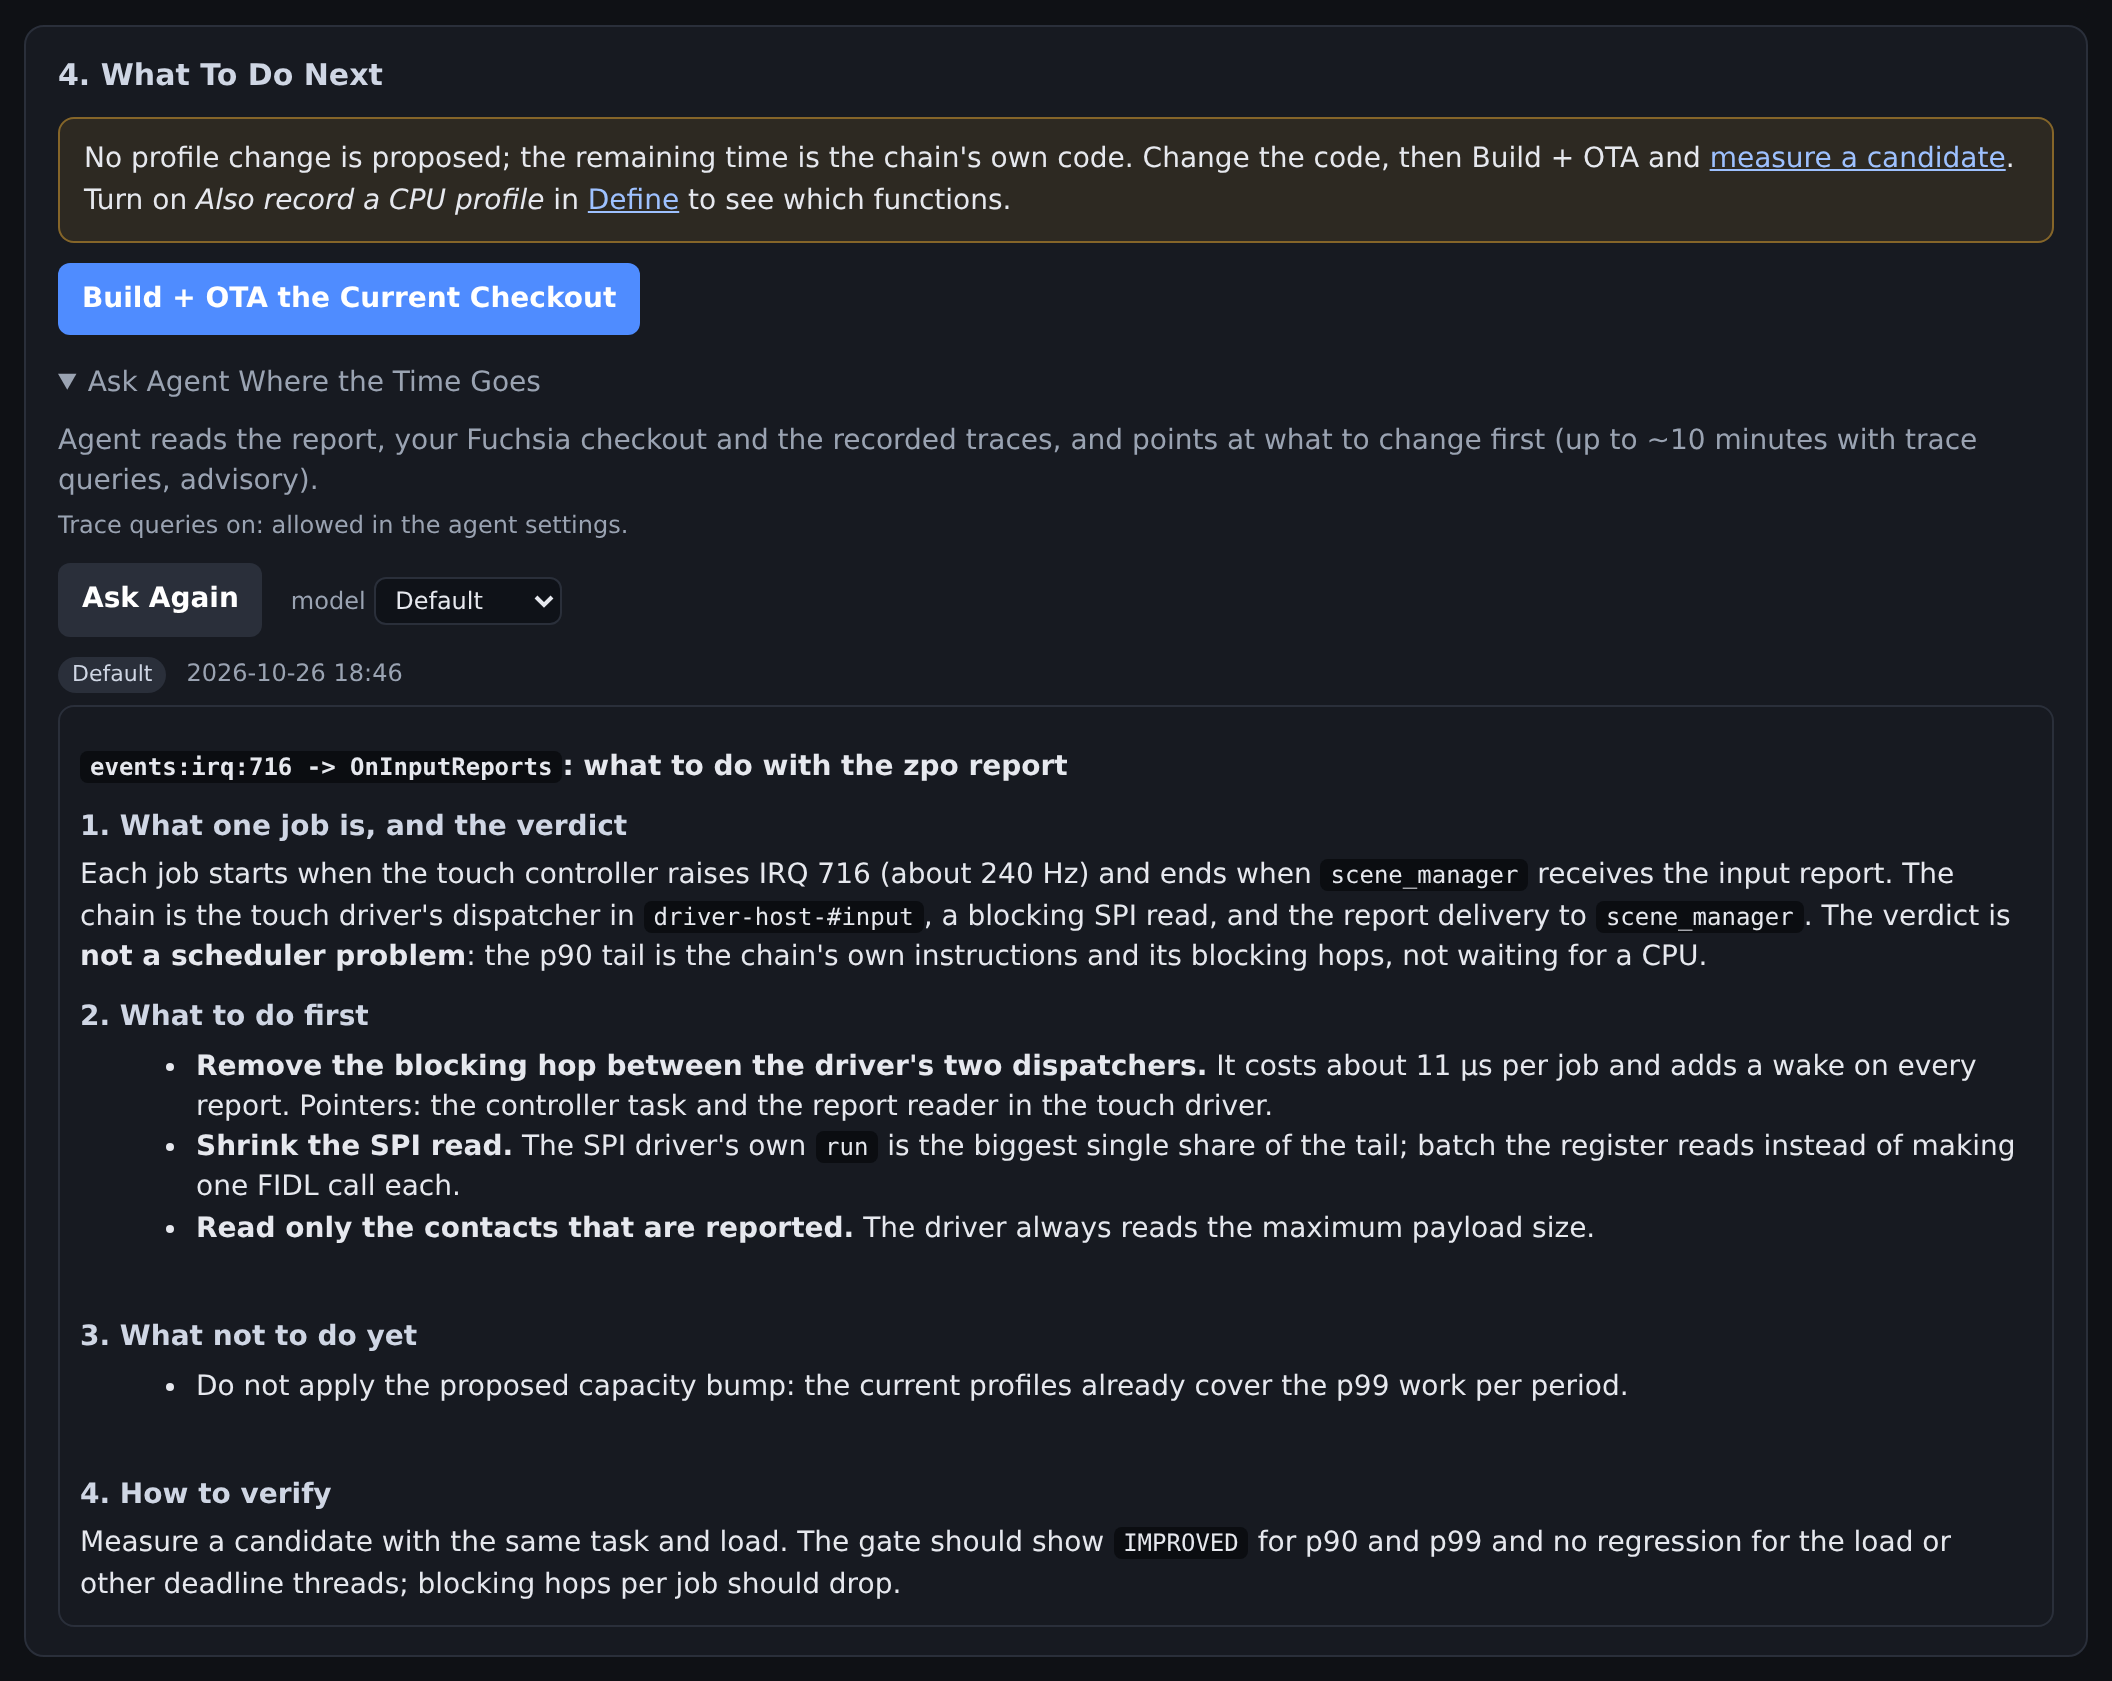 4. What To Do Next
No profile change is proposed; the remaining time is the chain's own code. Change the code, then Build + OTA and measure a candidate.
Turn on Also record a CPU profile in Define to see which functions.
Build + OTA the Current Checkout
▼ Ask Agent Where the Time Goes
Agent reads the report, your Fuchsia checkout and the recorded traces, and points at what to change first (up to ~10 minutes with trace
queries, advisory).
Trace queries on: allowed in the agent settings.
Ask Again model Default
Default 2026-10-26 18:46
events:irq:716 -> OnInputReports: what to do with the zpo report
1. What one job is, and the verdict
Each job starts when the touch controller raises IRQ 716 (about 240 Hz) and ends when scene_manager receives the input report. The
chain is the touch driver's dispatcher in driver-host-#input, a blocking SPI read, and the report delivery to scene_manager. The verdict is
not a scheduler problem: the p90 tail is the chain's own instructions and its blocking hops, not waiting for a CPU.
2. What to do first
• Remove the blocking hop between the driver's two dispatchers. It costs about 11 µs per job and adds a wake on every
report. Pointers: the controller task and the report reader in the touch driver.
• Shrink the SPI read. The SPI driver's own run is the biggest single share of the tail; batch the register reads instead of making
one FIDL call each.
• Read only the contacts that are reported. The driver always reads the maximum payload size.
3. What not to do yet
• Do not apply the proposed capacity bump: the current profiles already cover the p99 work per period.
4. How to verify
Measure a candidate with the same task and load. The gate should show IMPROVED for p90 and p99 and no regression for the load or
other deadline threads; blocking hops per job should drop.